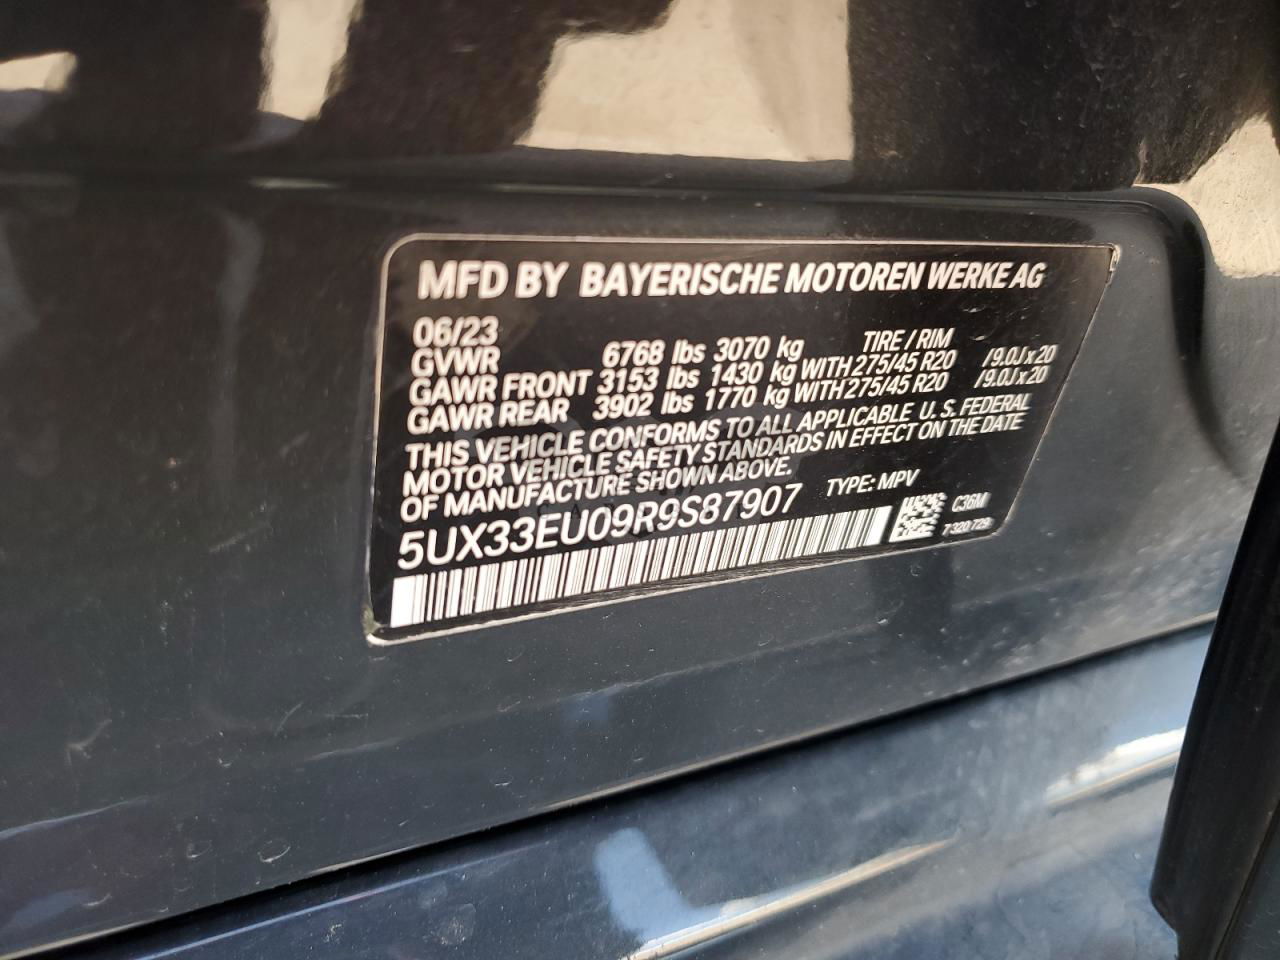 MFD BY BAYERISCHE MOTOREN WERKE AG
06/23 TIRE / RIM
GVWR 6768 lbs 3070 kg
GAWR FRONT 3153 lbs 1430 kg WITH 275/45 R20 /9.0J x 20
GAWR REAR 3902 lbs 1770 kg WITH 275/45 R20 /9.0J x 20
THIS VEHICLE CONFORMS TO ALL APPLICABLE U. S. FEDERAL
MOTOR VEHICLE SAFETY STANDARDS IN EFFECT ON THE DATE
OF MANUFACTURE SHOWN ABOVE.
5UX33EU09R9S87907 TYPE: MPV
C36M
7 320 729